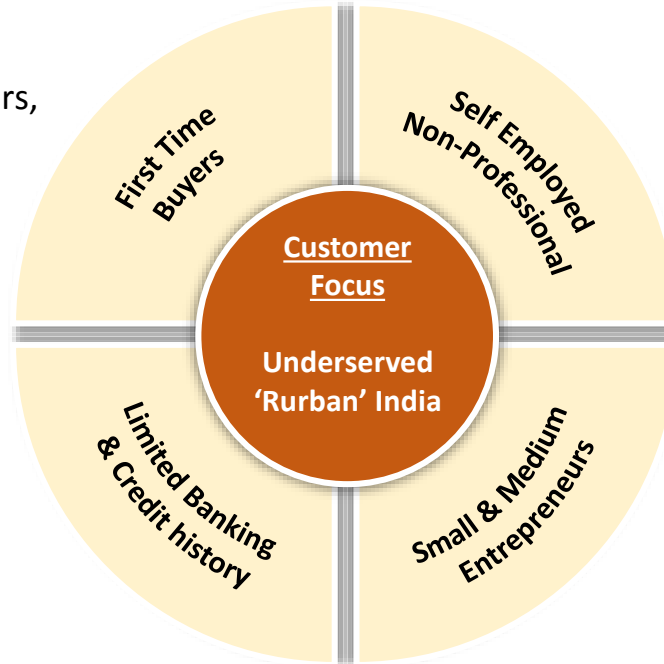 rs,
First Time
Buyers
Self Employed
Non-Professional
Customer
Focus
Underserved
‘Rurban’ India
Limited Banking
& Credit history
Small & Medium
Entrepreneurs